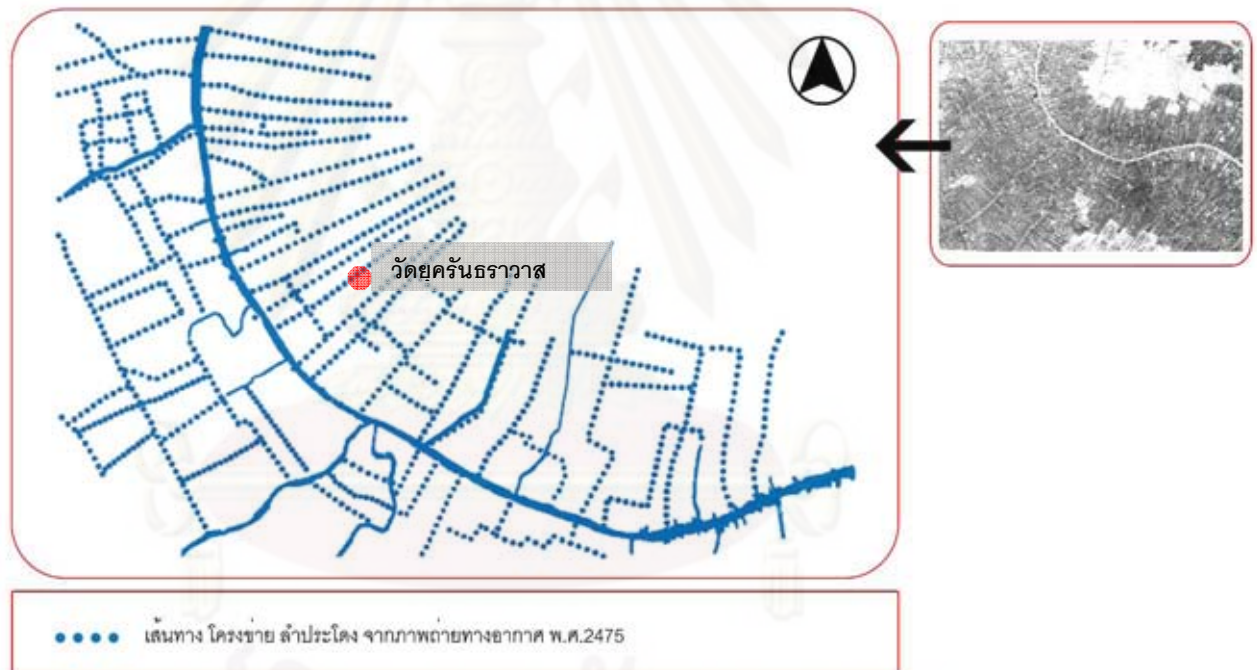 วัดยุครันธราวาส
เส้นทาง โครงข่าย ลำประโดง จากภาพถ่ายทางอากาศ พ.ศ.2475